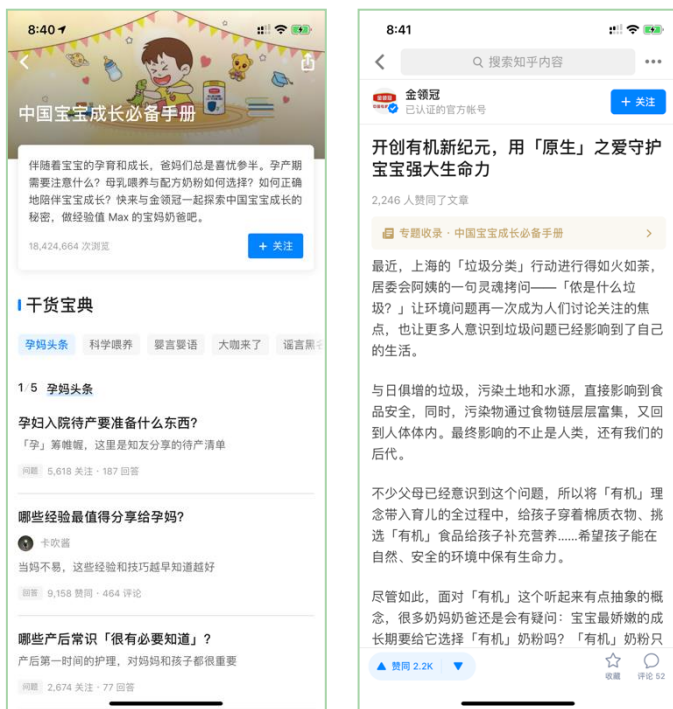 8:40
中国宝宝成长必备手册
伴随着宝宝的孕育和成长，爸妈们总是喜忧参半。孕产期
需要注意什么？母乳喂养与配方奶粉如何选择？如何正确
地陪伴宝宝成长？快来与金领冠一起探索中国宝宝成长的
秘密，做经验值 Max 的宝妈奶爸吧。
18,424,664 次浏览
+ 关注
干货宝典
孕妈头条 科学喂养 婴言婴语 大咖来了 谣言黑
1/5 孕妈头条
孕妇入院待产要准备什么东西?
「孕」筹帷幄，这里是知友分享的待产清单
问题 5,618 关注 · 187 回答
哪些经验最值得分享给孕妈?
卡吹酱
当妈不易，这些经验和技巧越早知道越好
回答 9,158 赞同 · 464 评论
哪些产后常识「很有必要知道」?
产后第一时间的护理，对妈妈和孩子都很重要
问题 2,674 关注 · 77 回答
8:41
搜索知乎内容
金领冠
已认证的官方帐号
+ 关注
开创有机新纪元，用「原生」之爱守护
宝宝强大生命力
2,246 人赞同了文章
专题收录 · 中国宝宝成长必备手册
最近，上海的「垃圾分类」行动进行得如火如荼，
居委会阿姨的一句灵魂拷问——「侬是什么垃
圾？」让环境问题再一次成为人们讨论关注的焦
点，也让更多人意识到垃圾问题已经影响到了自己
的生活。
与日俱增的垃圾，污染土地和水源，直接影响到食
品安全，同时，污染物通过食物链层层富集，又回
到人体体内。最终影响的不止是人类，还有我们的
后代。
不少父母已经意识到这个问题，所以将「有机」理
念带入育儿的全过程中，给孩子穿着棉质衣物、挑
选「有机」食品给孩子补充营养......希望孩子能在
自然、安全的环境中保有生命力。
尽管如此，面对「有机」这个听起来有点抽象的概
念，很多奶妈奶爸还是会有疑问：宝宝最娇嫩的成
长期要给它选择「有机」奶粉吗？「有机」奶粉只
赞同 2.2K
收藏
评论 52